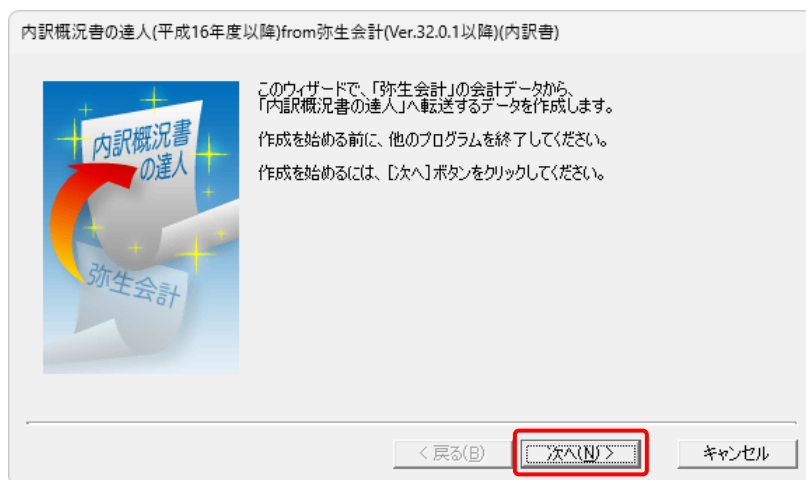 内訳概況書の達人(平成16年度以降)from弥生会計(Ver.32.0.1以降)(内訳書)
このウィザードで、「弥生会計」の会計データから、
「内訳概況書の達人」へ転送するデータを作成します。
作成を始める前に、他のプログラムを終了してください。
作成を始めるには、[次へ]ボタンをクリックしてください。
内訳概況書
の達人
弥生会計
< 戻る(B)
次へ(N) >
キャンセル